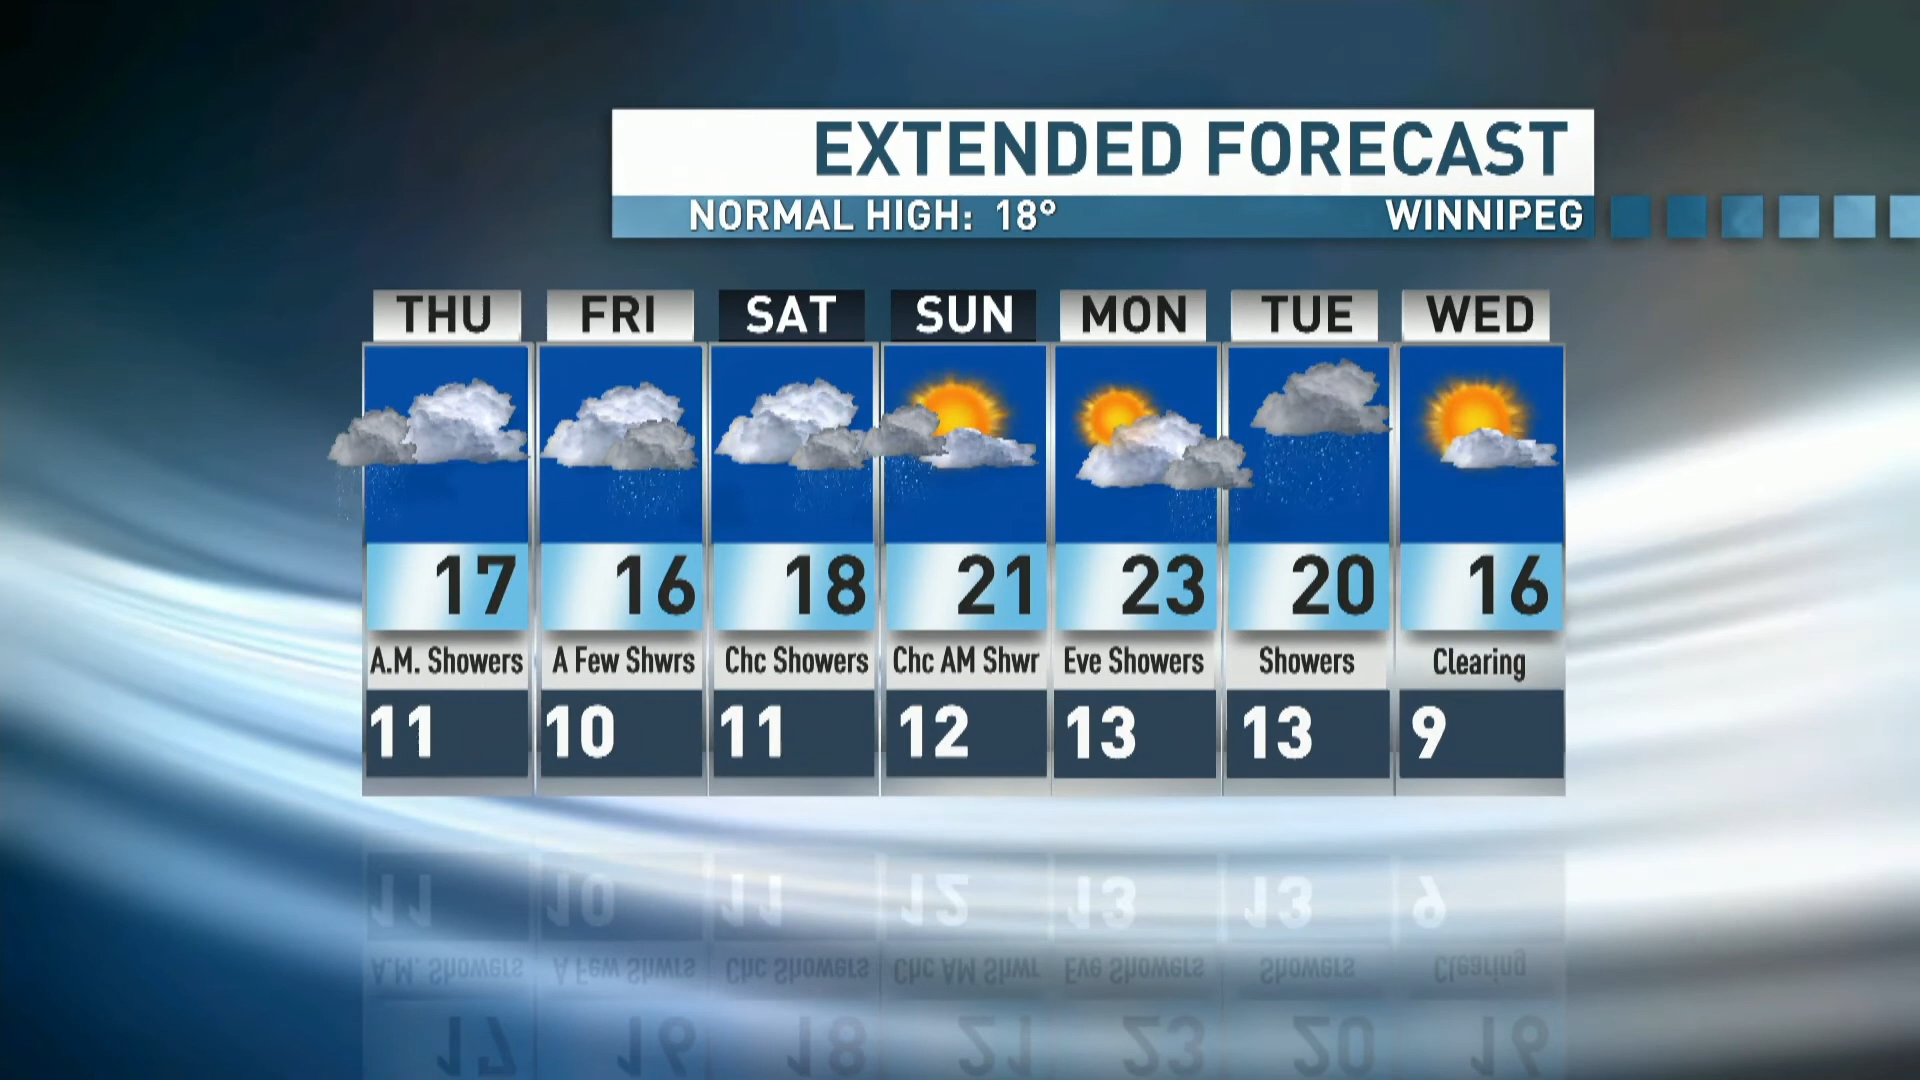 EXTENDED FORECAST
NORMAL HIGH: 18° WINNIPEG
THU FRI SAT SUN MON TUE WED
17 16 18 21 23 20 16
A.M. Showers A Few Shwrs Chc Showers Chc AM Shwr Eve Showers Showers Clearing
11 10 11 12 13 13 9